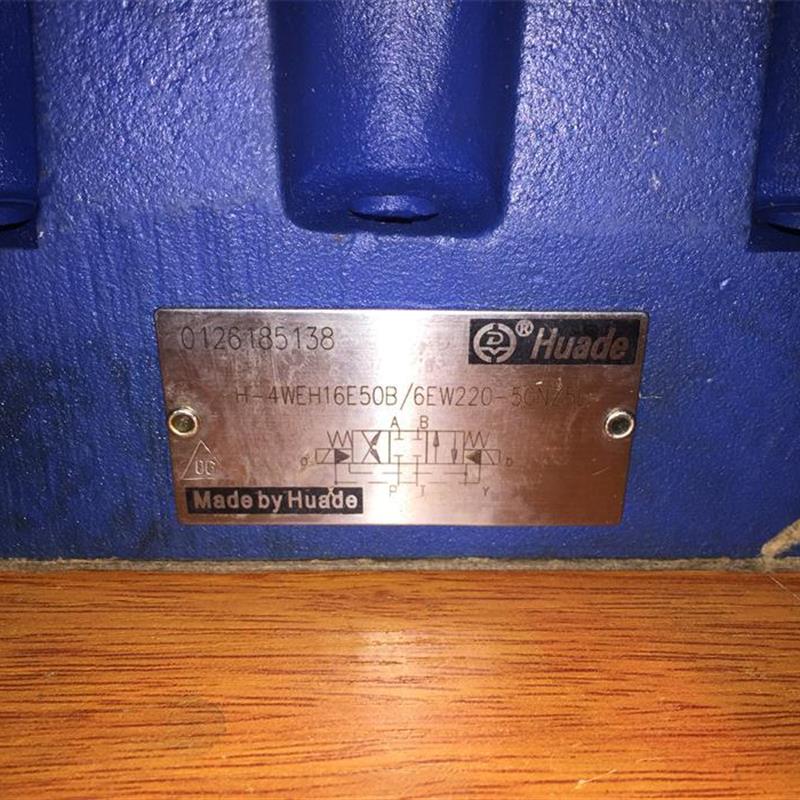 0126185138
® Huade
H-4WEH16E50B/6EW220-50NZ5L
A B
a b
X P T Y
Made by Huade